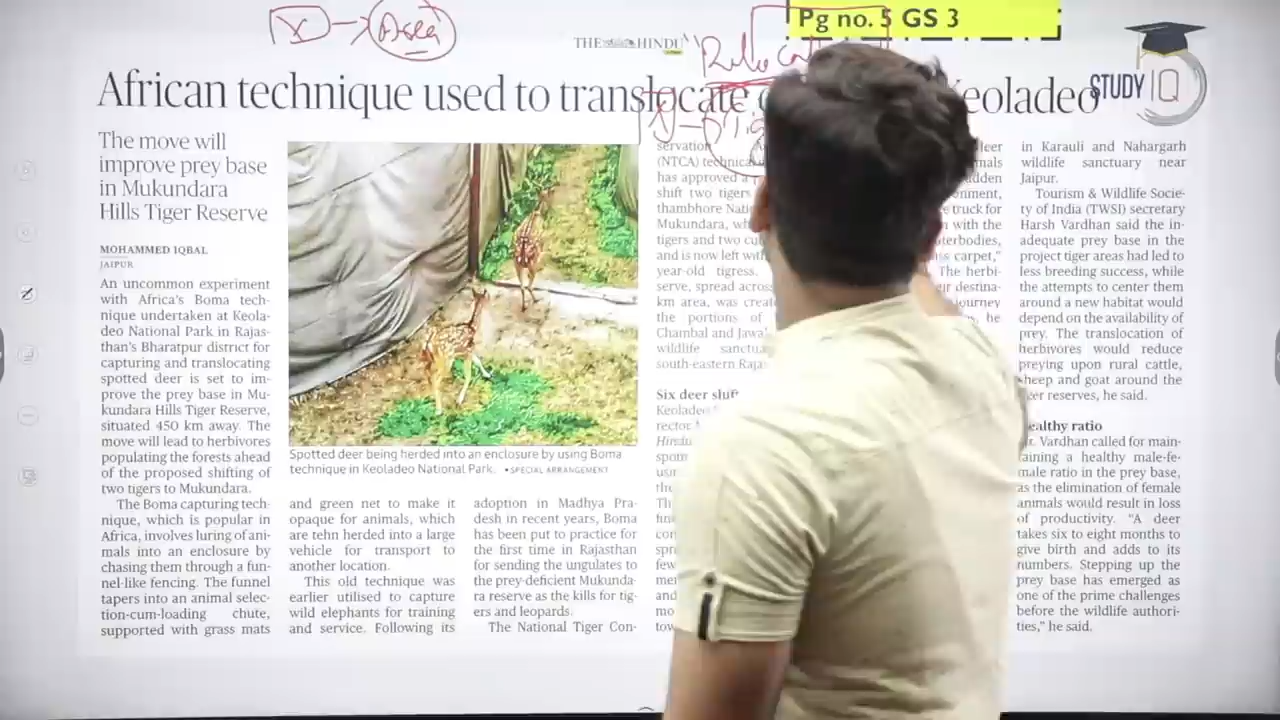 Pg no. 5 GS 3
X → Area
THE HINDU
STUDY IQ
African technique used to translocate
Keoladeo
The move will
improve prey base
in Mukundara
Hills Tiger Reserve
MOHAMMED IQBAL
JAIPUR
An uncommon experiment
with Africa's Boma tech-
nique undertaken at Keola-
deo National Park in Rajas-
than's Bharatpur district for
capturing and translocating
spotted deer is set to im-
prove the prey base in Mu-
kundara Hills Tiger Reserve,
situated 450 km away. The
move will lead to herbivores
populating the forests ahead
of the proposed shifting of
two tigers to Mukundara.
The Boma capturing tech-
nique, which is popular in
Africa, involves luring of ani-
mals into an enclosure by
chasing them through a fun-
nel-like fencing. The funnel
tapers into an animal selec-
tion-cum-loading chute,
supported with grass mats
Spotted deer being herded into an enclosure by using Boma
technique in Keoladeo National Park. •SPECIAL ARRANGEMENT
and green net to make it
opaque for animals, which
are tehn herded into a large
vehicle for transport to
another location.
This old technique was
earlier utilised to capture
wild elephants for training
and service. Following its
adoption in Madhya Pra-
desh in recent years, Boma
has been put to practice for
the first time in Rajasthan
for sending the ungulates to
the prey-deficient Mukunda-
ra reserve as the kills for tig-
ers and leopards.
The National Tiger Con-
servation
(NTCA) technical
has approved a
shift two tigers
thambhore
Mukundara,
tigers and two
and is now left
year-old tigress.
serve, spread across
km area, was
the portions of
Chambal and
wildlife
south-eastern
Six deer
Keoladeo
truck for
with the
carpet,"
The herbi-
destina-
journey
he
in Karauli and Nahargarh
wildlife sanctuary near
Jaipur.
Tourism & Wildlife Socie-
ty of India (TWSI) secretary
Harsh Vardhan said the in-
adequate prey base in the
project tiger areas had led to
less breeding success, while
the attempts to center them
around a new habitat would
depend on the availability of
prey. The translocation of
herbivores would reduce
preying upon rural cattle,
sheep and goat around the
reserves, he said.
ratio
Vardhan called for main-
taining a healthy male-fe-
male ratio in the prey base,
as the elimination of female
animals would result in loss
of productivity. "A deer
takes six to eight months to
give birth and adds to its
numbers. Stepping up the
prey base has emerged as
one of the prime challenges
before the wildlife authori-
ties," he said.